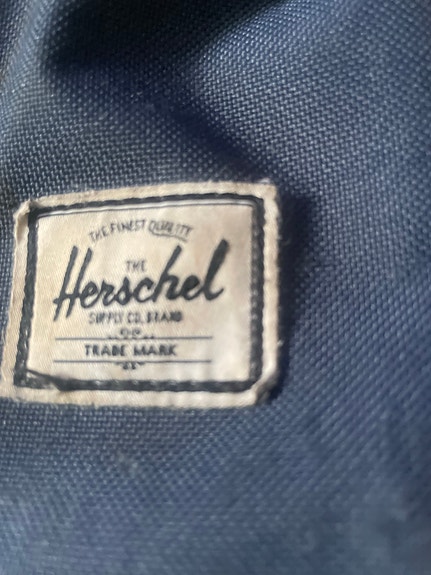 THE FINEST QUALITY
THE
Herschel
SUPPLY CO. BRAND
TRADE MARK